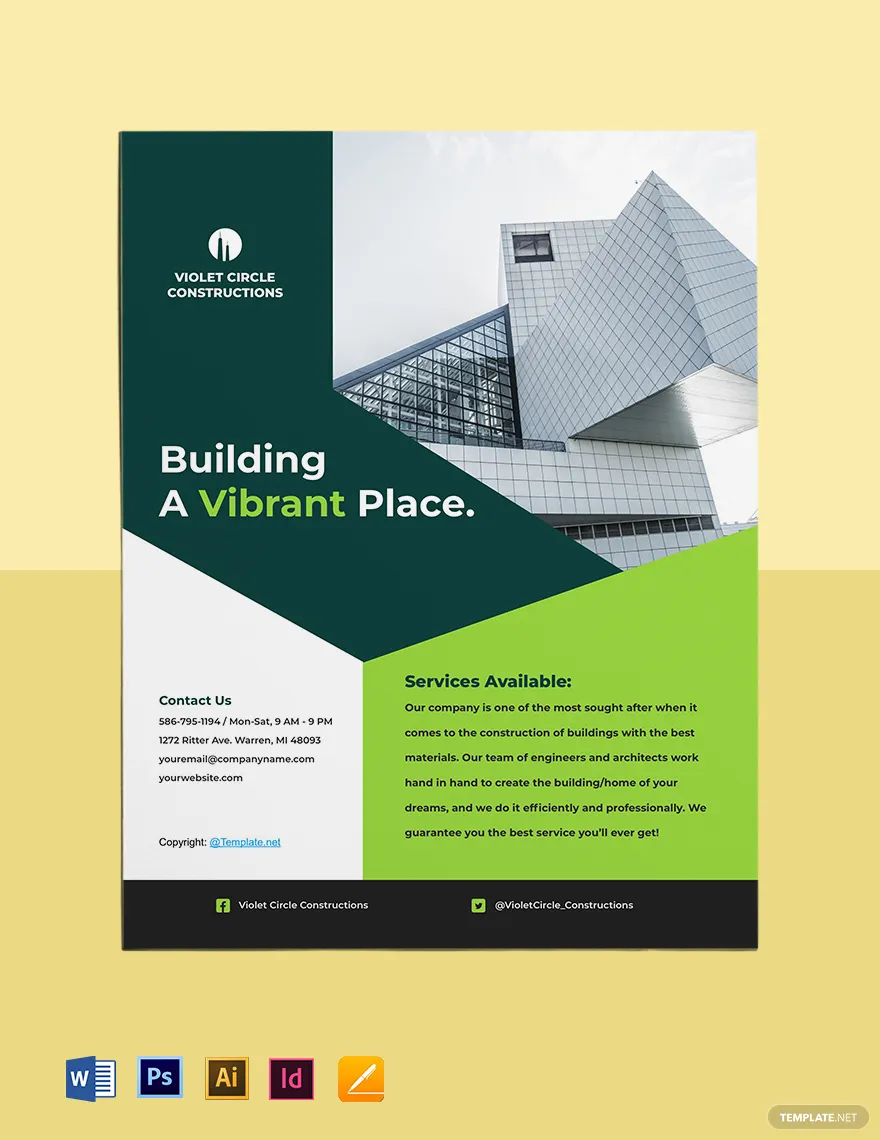 VIOLET CIRCLE
CONSTRUCTIONS
Building
A Vibrant Place.
Contact Us
586-795-1194 / Mon-Sat, 9 AM - 9 PM
1272 Ritter Ave. Warren, MI 48093
youremail@companyname.com
yourwebsite.com
Copyright: @Template.net
Services Available:
Our company is one of the most sought after when it
comes to the construction of buildings with the best
materials. Our team of engineers and architects work
hand in hand to create the building/home of your
dreams, and we do it efficiently and professionally. We
guarantee you the best service you’ll ever get!
Violet Circle Constructions
@VioletCircle_Constructions
W
Ps
Ai
Id
TEMPLATE.NET